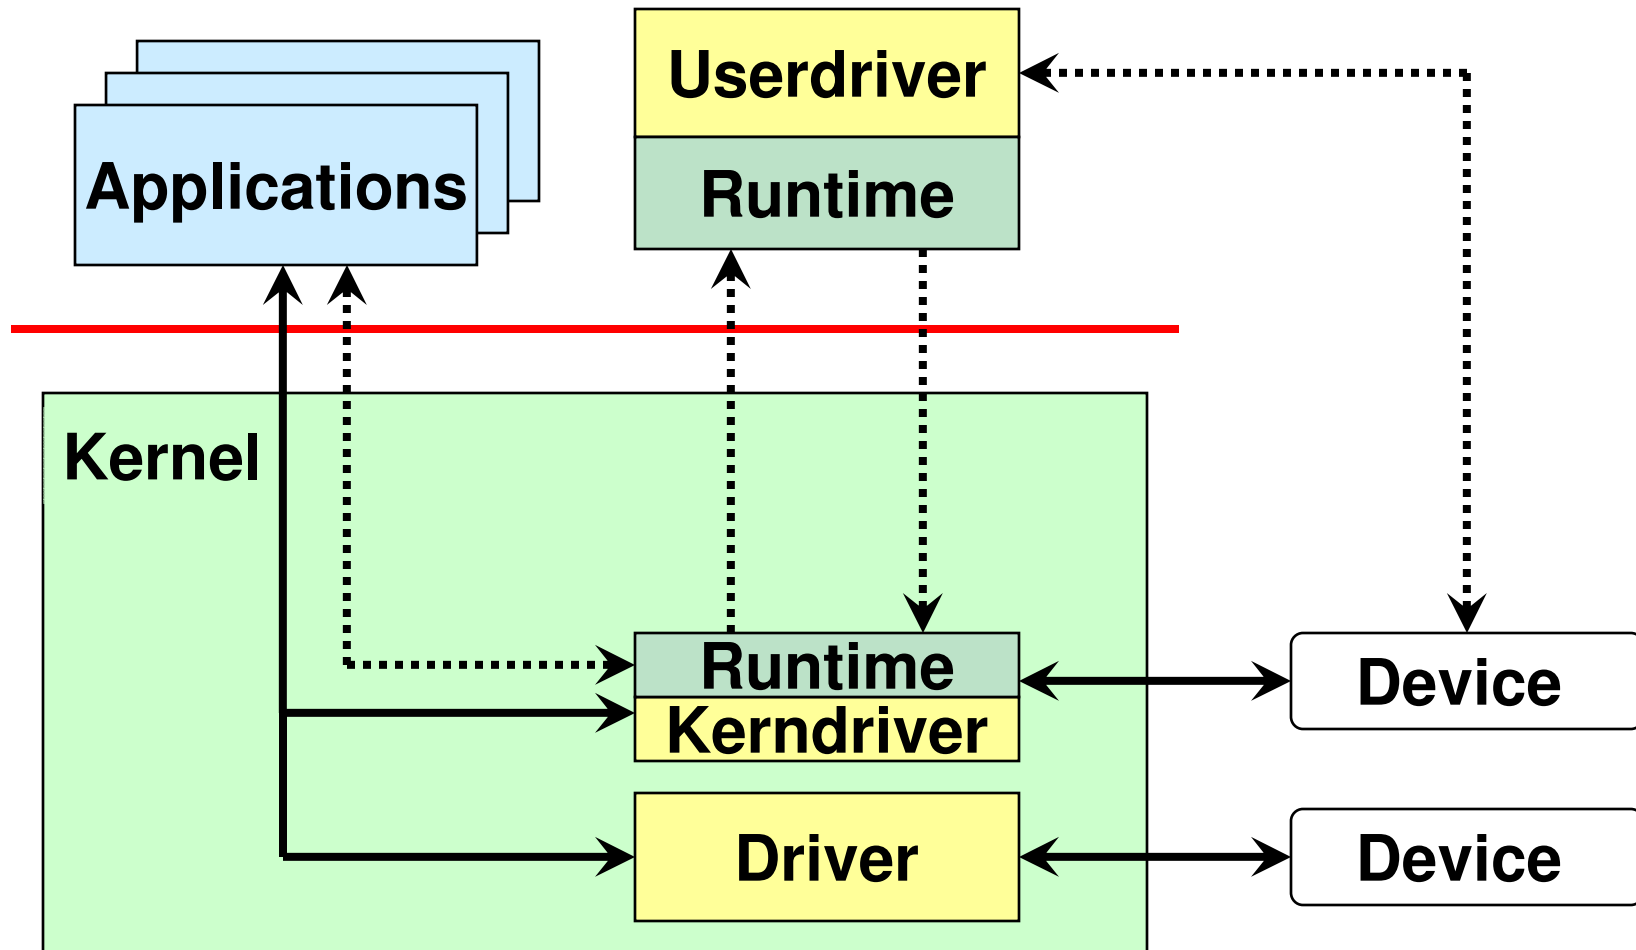 Userdriver
Applications
Runtime
Kernel
Runtime
Device
Kerndriver
Driver
Device